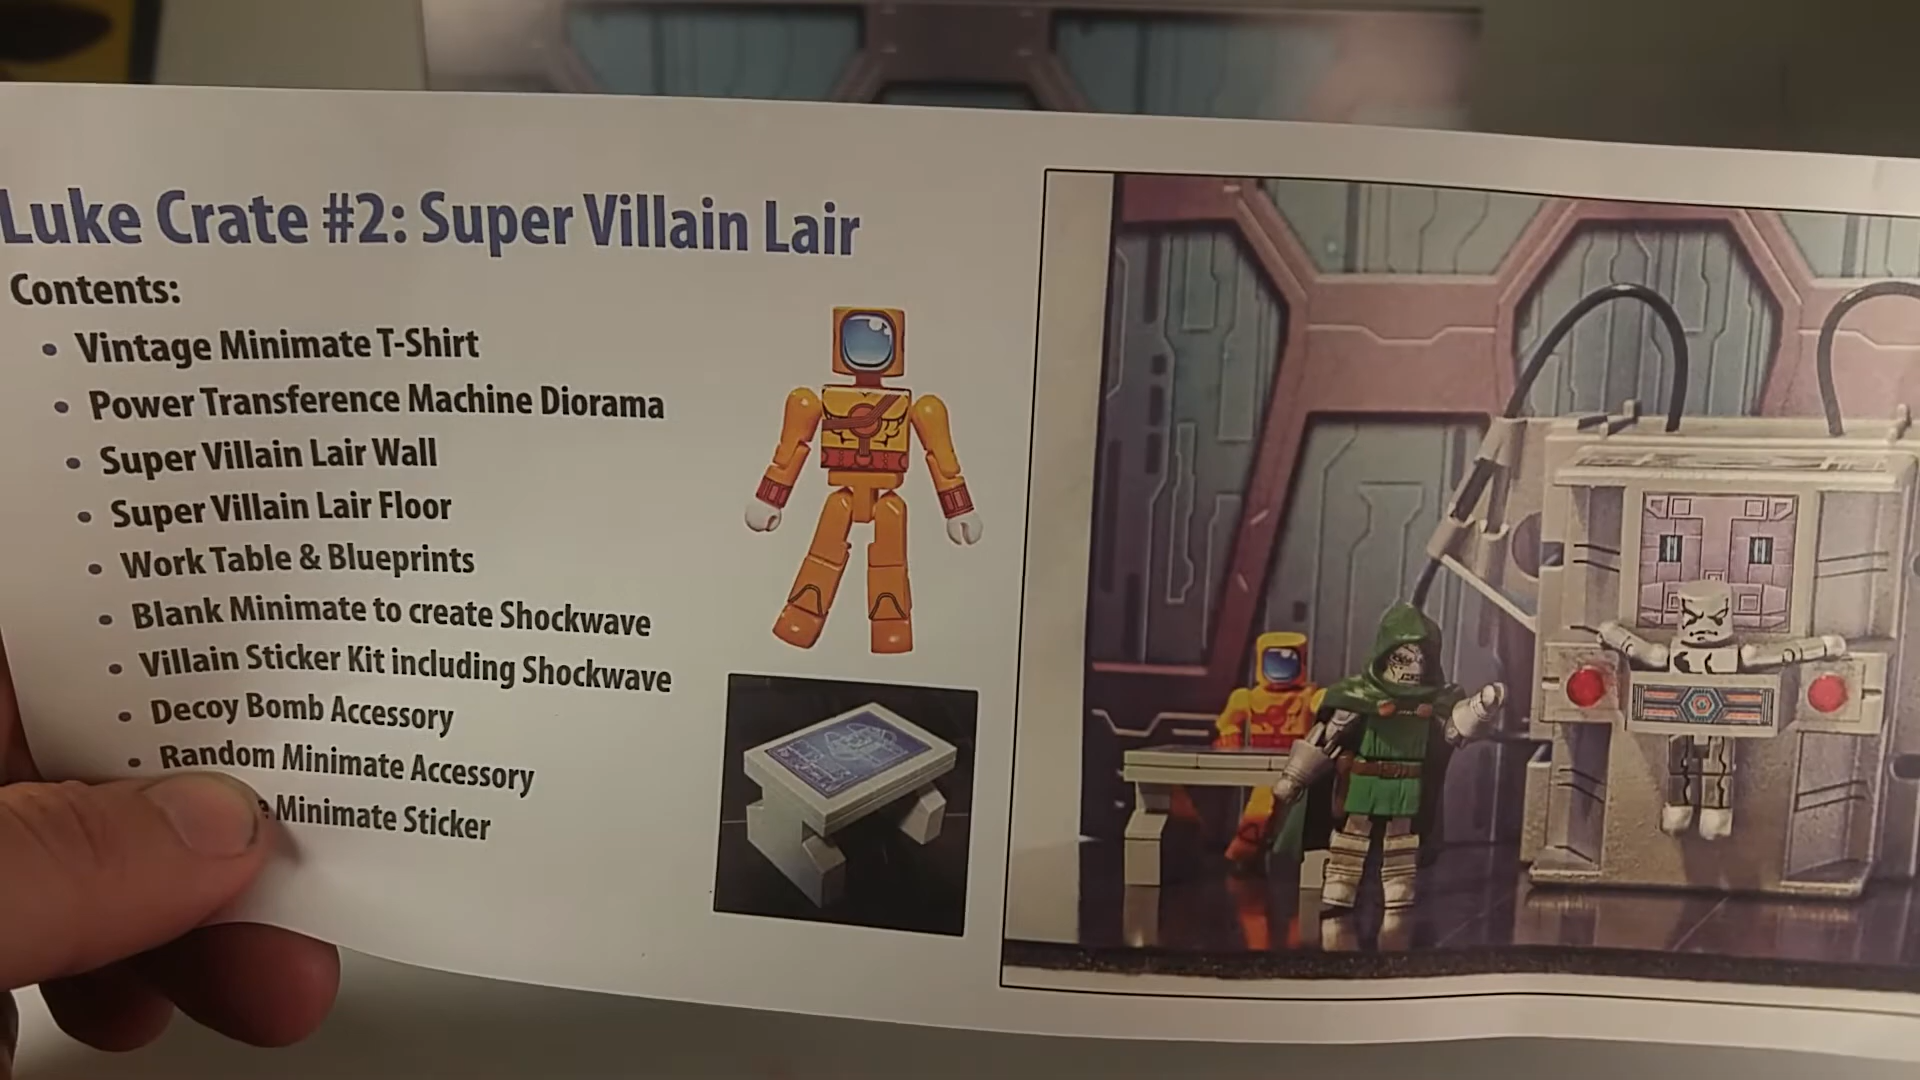 Luke Crate #2: Super Villain Lair
Contents:
• Vintage Minimate T-Shirt
• Power Transference Machine Diorama
• Super Villain Lair Wall
• Super Villain Lair Floor
• Work Table & Blueprints
• Blank Minimate to create Shockwave
• Villain Sticker Kit including Shockwave
• Decoy Bomb Accessory
• Random Minimate Accessory
Minimate Sticker